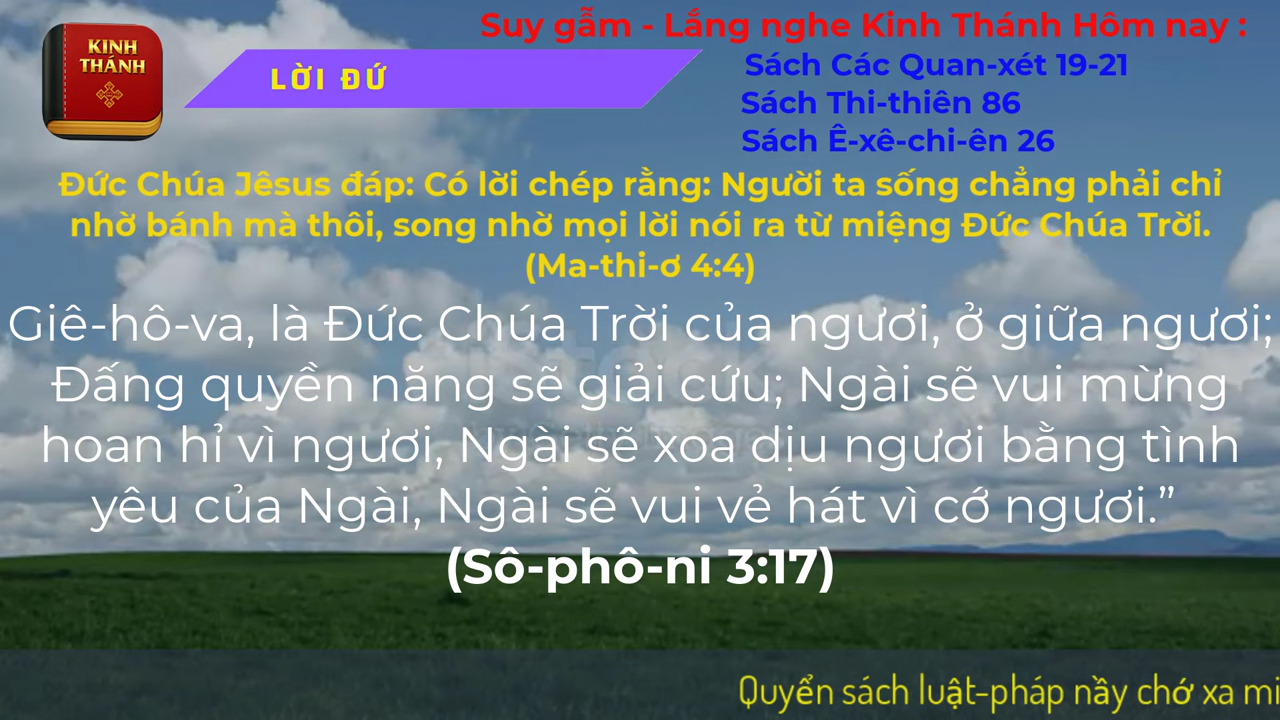 Suy gẫm - Lắng nghe Kinh Thánh Hôm nay :
KINH
THÁNH
LỜI ĐỨ
Sách Các Quan-xét 19-21
Sách Thi-thiên 86
Sách Ê-xê-chi-ên 26
Đức Chúa Jêsus đáp: Có lời chép rằng: Người ta sống chẳng phải chỉ
nhờ bánh mà thôi, song nhờ mọi lời nói ra từ miệng Đức Chúa Trời.
(Ma-thi-ơ 4:4)
Giê-hô-va, là Đức Chúa Trời của ngươi, ở giữa ngươi;
Đấng quyền năng sẽ giải cứu; Ngài sẽ vui mừng
hoan hỉ vì ngươi, Ngài sẽ xoa dịu ngươi bằng tình
yêu của Ngài, Ngài sẽ vui vẻ hát vì cớ ngươi.”
(Sô-phô-ni 3:17)
Quyển sách luật-pháp nầy chớ xa mi